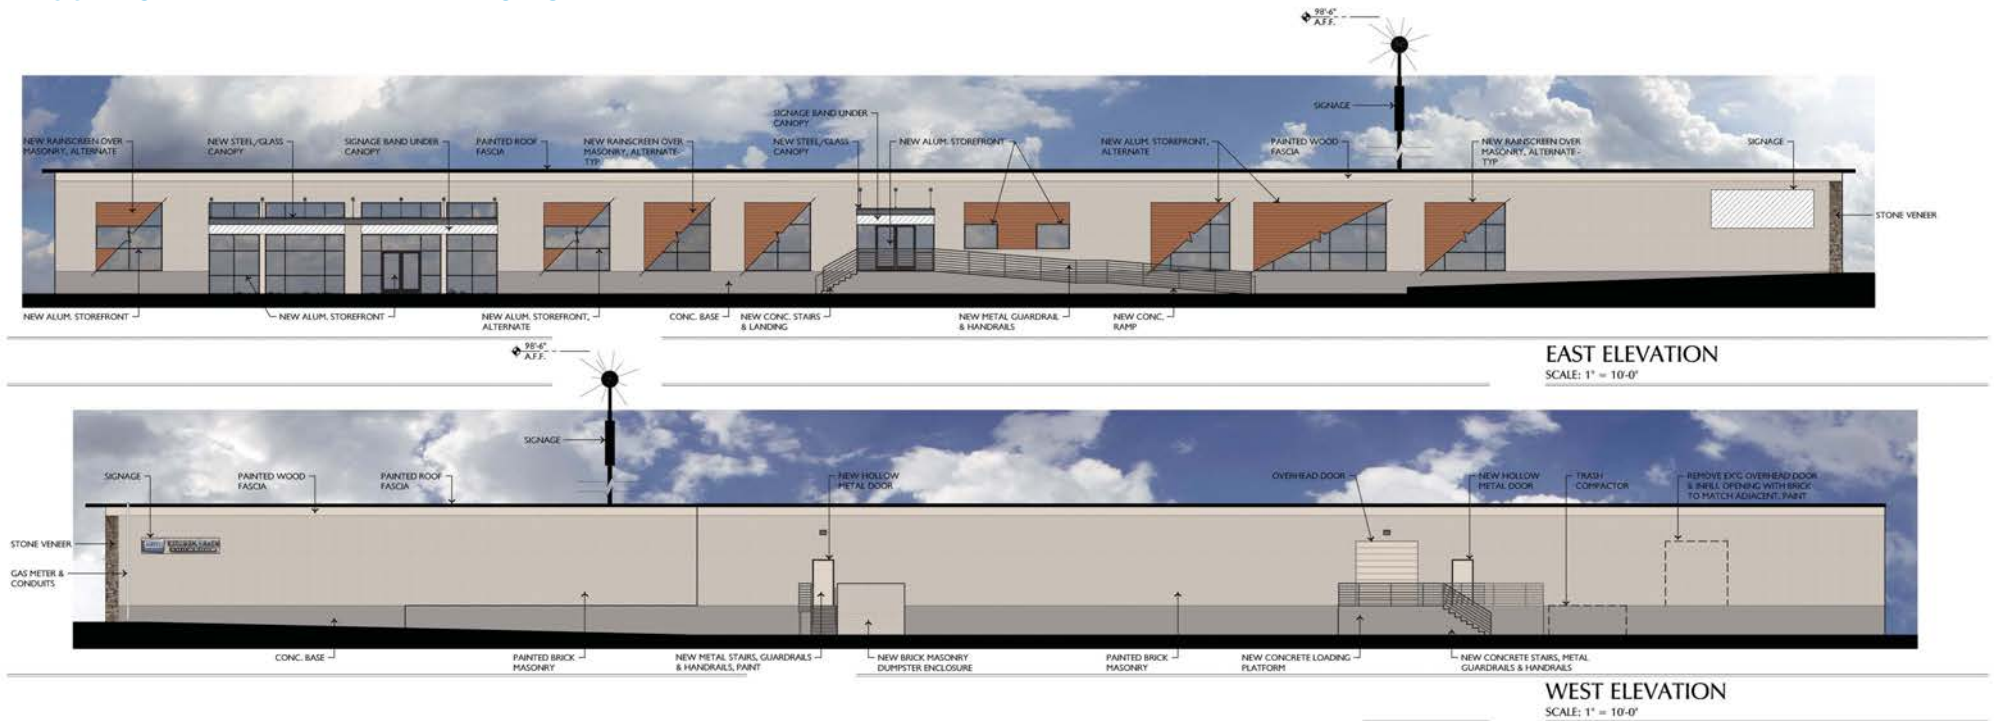 98'-6"
A.F.F.
SIGNAGE
SIGNAGE BAND UNDER
CANOPY
NEW RAINSCREEN OVER
MASONRY, ALTERNATE
NEW STEEL/GLASS
CANOPY
SIGNAGE BAND UNDER
CANOPY
PAINTED ROOF
FASCIA
NEW RAINSCREEN OVER
MASONRY, ALTERNATE-
TYP
NEW STEEL/GLASS
CANOPY
NEW ALUM. STOREFRONT
NEW ALUM. STOREFRONT,
ALTERNATE
PAINTED WOOD
FASCIA
NEW RAINSCREEN OVER
MASONRY, ALTERNATE -
TYP
SIGNAGE
STONE VENEER
NEW ALUM. STOREFRONT
NEW ALUM. STOREFRONT
NEW ALUM. STOREFRONT,
ALTERNATE
CONC. BASE
NEW CONC. STAIRS
& LANDING
NEW METAL GUARDRAIL
& HANDRAILS
NEW CONC.
RAMP
EAST ELEVATION
SCALE: 1" = 10'-0"
98'-6"
A.F.F.
SIGNAGE
SIGNAGE
PAINTED WOOD
FASCIA
PAINTED ROOF
FASCIA
NEW HOLLOW
METAL DOOR
OVERHEAD DOOR
NEW HOLLOW
METAL DOOR
TRASH
COMPACTOR
REMOVE EX'G OVERHEAD DOOR
& INFILL OPENING WITH BRICK
TO MATCH ADJACENT, PAINT
STONE VENEER
GAS METER &
CONDUITS
CONC. BASE
PAINTED BRICK
MASONRY
NEW METAL STAIRS, GUARDRAILS
& HANDRAILS, PAINT
NEW BRICK MASONRY
DUMPSTER ENCLOSURE
PAINTED BRICK
MASONRY
NEW CONCRETE LOADING
PLATFORM
NEW CONCRETE STAIRS, METAL
GUARDRAILS & HANDRAILS
WEST ELEVATION
SCALE: 1" = 10'-0"